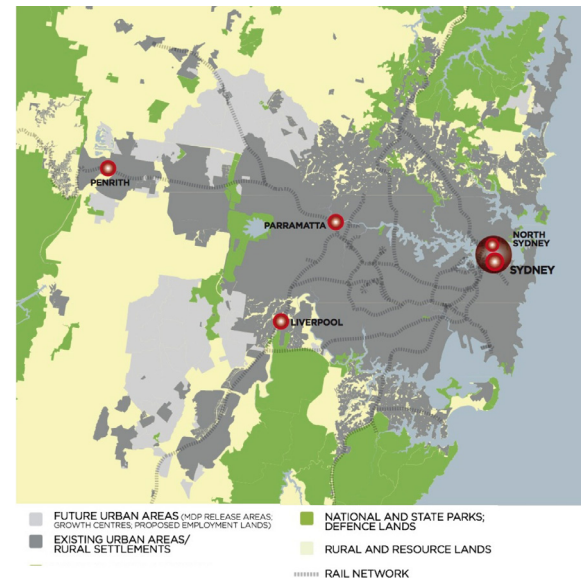 PENRITH
PARRAMATTA
NORTH
SYDNEY
SYDNEY
LIVERPOOL
FUTURE URBAN AREAS (MDP RELEASE AREAS;
GROWTH CENTRES; PROPOSED EMPLOYMENT LANDS)
EXISTING URBAN AREAS/
RURAL SETTLEMENTS
NATIONAL AND STATE PARKS;
DEFENCE LANDS
RURAL AND RESOURCE LANDS
RAIL NETWORK